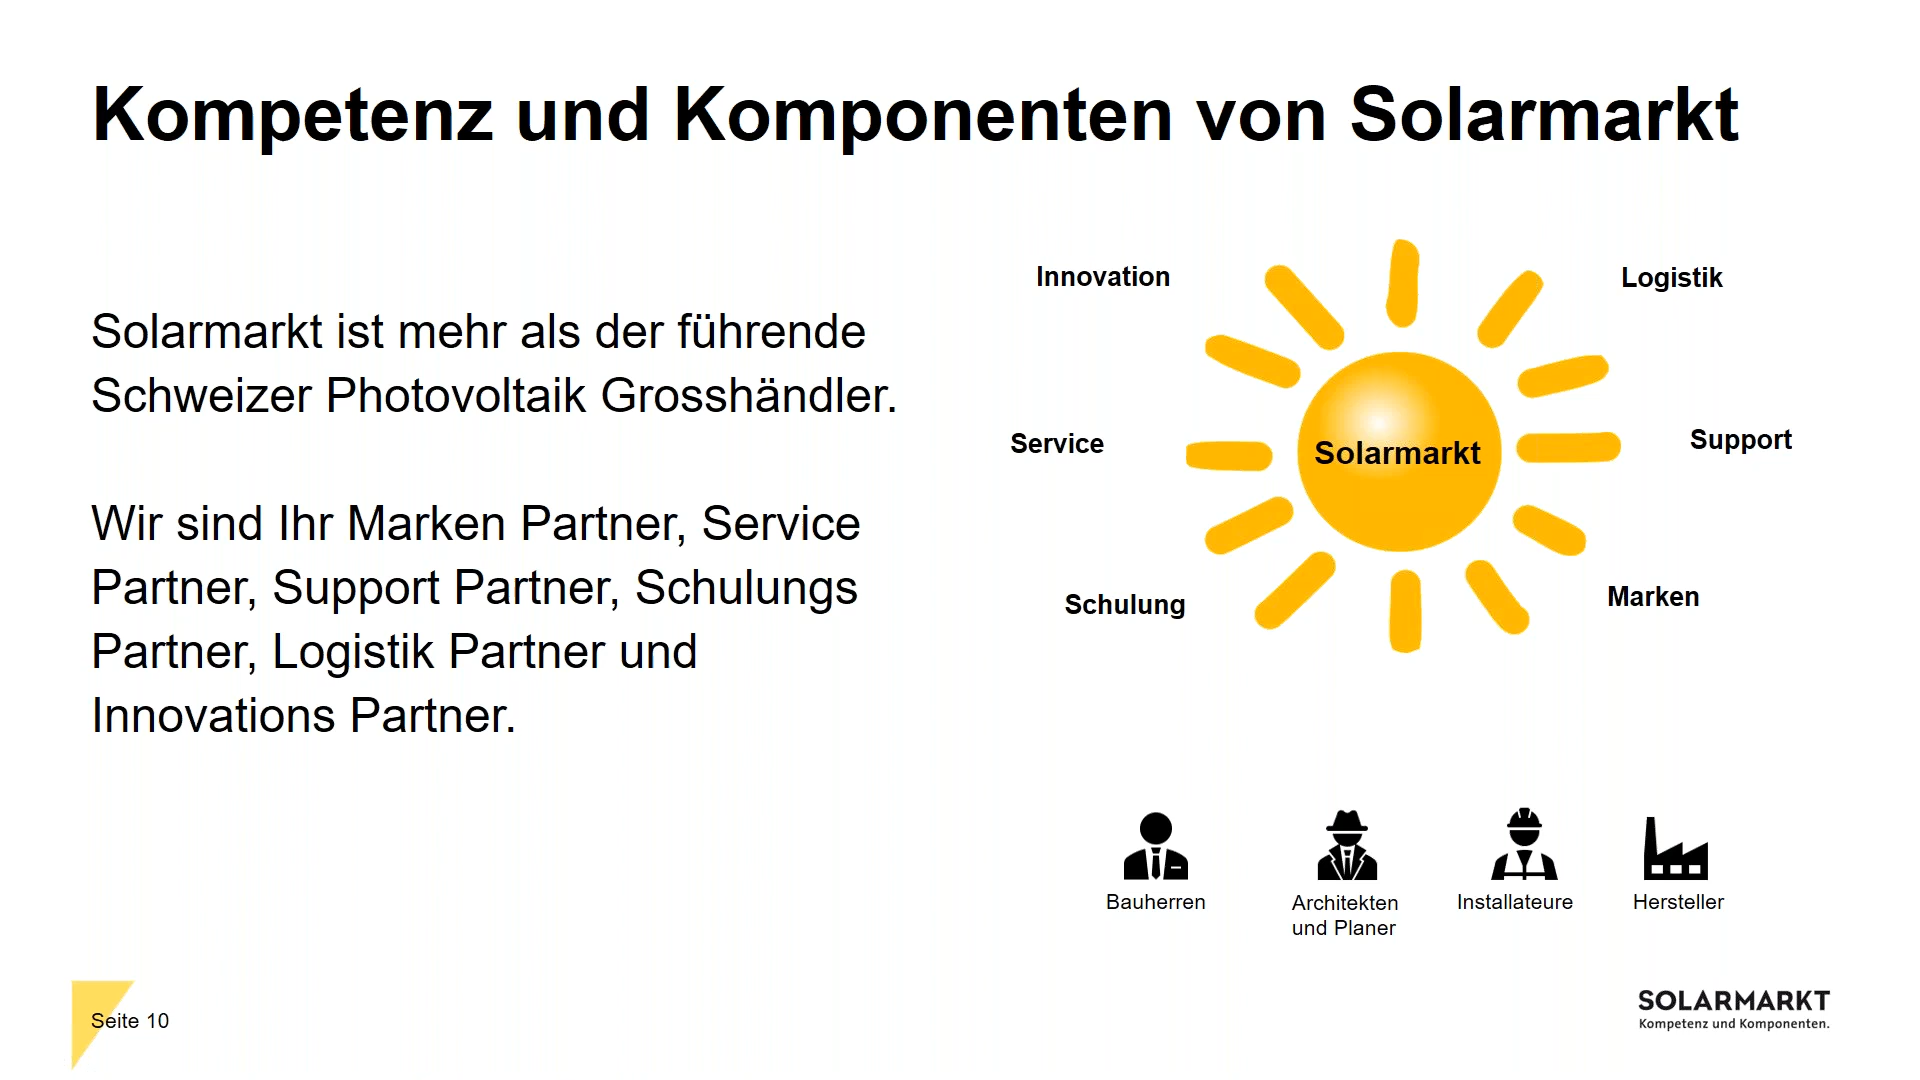 Kompetenz und Komponenten von Solarmarkt
Solarmarkt ist mehr als der führende
Schweizer Photovoltaik Grosshändler.
Wir sind Ihr Marken Partner, Service
Partner, Support Partner, Schulungs
Partner, Logistik Partner und
Innovations Partner.
Innovation
Logistik
Service
Solarmarkt
Support
Schulung
Marken
Bauherren
Architekten
und Planer
Installateure
Hersteller
Seite 10
SOLARMARKT
Kompetenz und Komponenten.